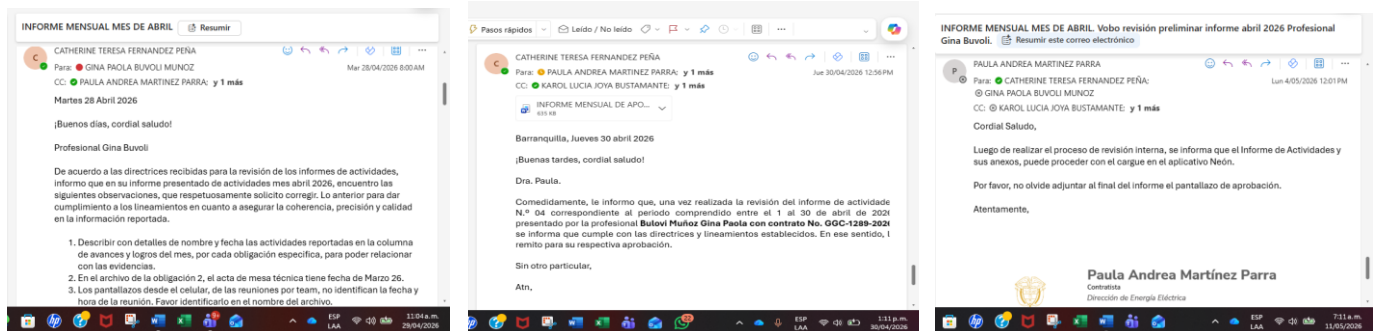 INFORME MENSUAL MES DE ABRIL Resumir
C
CATHERINE TERESA FERNANDEZ PEÑA
Para: GINA PAOLA BUVOLI MUNOZ Mar 28/04/2026 8:00 AM
CC: PAULA ANDREA MARTINEZ PARRA; y 1 más
Martes 28 Abril 2026
¡Buenos días, cordial saludo!
Profesional Gina Buvoli
De acuerdo a las directrices recibidas para la revisión de los informes de actividades,
informo que en su informe presentado de actividades mes abril 2026, encuentro las
siguientes observaciones, que respetuosamente solicito corregir. Lo anterior para dar
cumplimiento a los lineamientos en cuanto a asegurar la coherencia, precisión y calidad
en la información reportada.
1. Describir con detalles de nombre y fecha las actividades reportadas en la columna
de avances y logros del mes, por cada obligación especifica, para poder relacionar
con las evidencias.
2. En el archivo de la obligación 2, el acta de mesa técnica tiene fecha de Marzo 26.
3. Los pantallazos desde el celular, de las reuniones por team, no identifican la fecha y
hora de la reunión. Favor identificarlo en el nombre del archivo.
ESP
LAA
11:04 a.m.
29/04/2026
Pasos rápidos Leído / No leído
C
CATHERINE TERESA FERNANDEZ PEÑA
Para: PAULA ANDREA MARTINEZ PARRA; y 1 más Jue 30/04/2026 12:56 PM
CC: KAROL LUCIA JOYA BUSTAMANTE; y 1 más
INFORME MENSUAL DE APO...
635 KB
Barranquilla, Jueves 30 abril 2026
¡Buenas tardes, cordial saludo!
Dra. Paula.
Comedidamente, le informo que, una vez realizada la revisión del informe de actividade
N.º 04 correspondiente al periodo comprendido entre el 1 al 30 de abril de 202
presentado por la profesional Bulovi Muñoz Gina Paola con contrato No. GGC-1289-202
se informa que cumple con las directrices y lineamientos establecidos. En ese sentido, l
remito para su respectiva aprobación.
Sin otro particular,
Atn,
ESP
LAA
1:11 p.m.
30/04/2026
INFORME MENSUAL MES DE ABRIL. Vobo revisión preliminar informe abril 2026 Profesional
Gina Buvoli. Resumir este correo electrónico
P
PAULA ANDREA MARTINEZ PARRA
Para: CATHERINE TERESA FERNANDEZ PEÑA; Lun 4/05/2026 12:01 PM
GINA PAOLA BUVOLI MUNOZ
CC: KAROL LUCIA JOYA BUSTAMANTE; y 1 más
Cordial Saludo,
Luego de realizar el proceso de revisión interna, se informa que el Informe de Actividades y
sus anexos, puede proceder con el cargue en el aplicativo Neón.
Por favor, no olvide adjuntar al final del informe el pantallazo de aprobación.
Atentamente,
Paula Andrea Martínez Parra
Contratista
Dirección de Energía Eléctrica
ESP
LAA
7:11 a.m.
11/05/2026